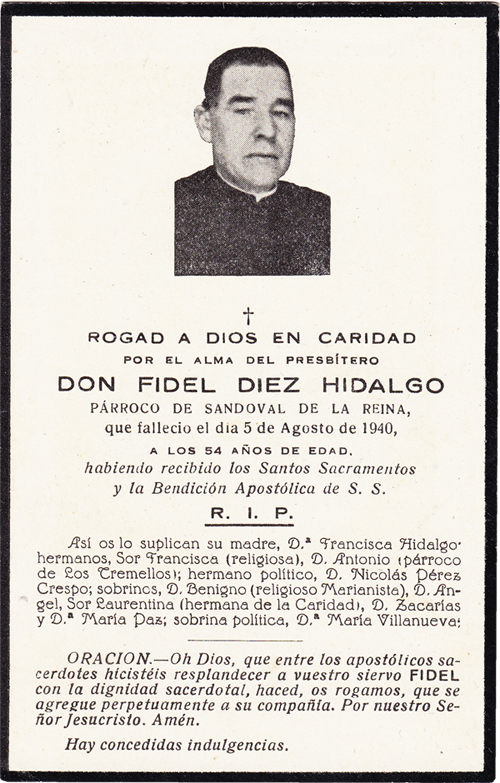 †
ROGAD A DIOS EN CARIDAD
POR EL ALMA DEL PRESBÍTERO
DON FIDEL DIEZ HIDALGO
PÁRROCO DE SANDOVAL DE LA REINA,
que fallecio el día 5 de Agosto de 1940,
A LOS 54 AÑOS DE EDAD,
habiendo recibido los Santos Sacramentos
y la Bendición Apostólica de S. S.
R. I. P.
Así os lo suplican su madre, D.ª Francisca Hidalgo;
hermanos, Sor Francisca (religiosa), D. Antonio (párroco
de Los Tremellos); hermano político, D. Nicolás Pérez
Crespo; sobrincs, D. Benigno (religioso Marianista), D. Án-
gel, Sor Laurentina (hermana de la Caridad), D. Zacarías
y D.ª María Paz; sobrina política, D.ª María Villanueva;
ORACION.—Oh Dios, que entre los apostólicos sa-
cerdotes hicistéis resplandecer a vuestro siervo FIDEL
con la dignidad sacerdotal, haced, os rogamos, que se
agregue perpetuamente a su compañía. Por nuestro Se-
ñor Jesucristo. Amén.
Hay concedidas indulgencias.